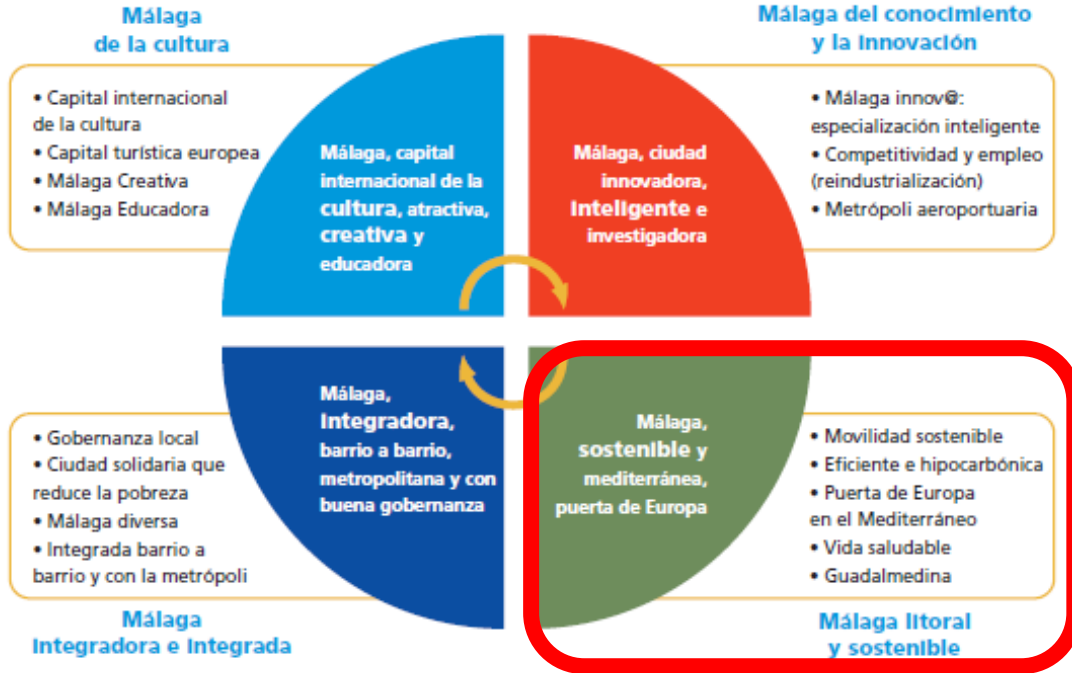 Málaga
de la cultura
• Capital internacional
de la cultura
• Capital turística europea
• Málaga Creativa
• Málaga Educadora
Málaga, capital
internacional de la
cultura, atractiva,
creativa y
educadora
Málaga del conocimiento
y la Innovación
Málaga, ciudad
innovadora,
Inteligente e
investigadora
• Málaga innov@:
especialización inteligente
• Competitividad y empleo
(reindustrialización)
• Metrópoli aeroportuaria
• Gobernanza local
• Ciudad solidaria que
reduce la pobreza
• Málaga diversa
• Integrada barrio a
barrio y con la metrópoli
Málaga
Integradora e Integrada
Málaga,
Integradora,
barrio a barrio,
metropolitana y con
buena gobernanza
Málaga,
sostenible y
mediterránea,
puerta de Europa
• Movilidad sostenible
• Eficiente e hipocarbónica
• Puerta de Europa
en el Mediterráneo
• Vida saludable
• Guadalmedina
Málaga litoral
y sostenible